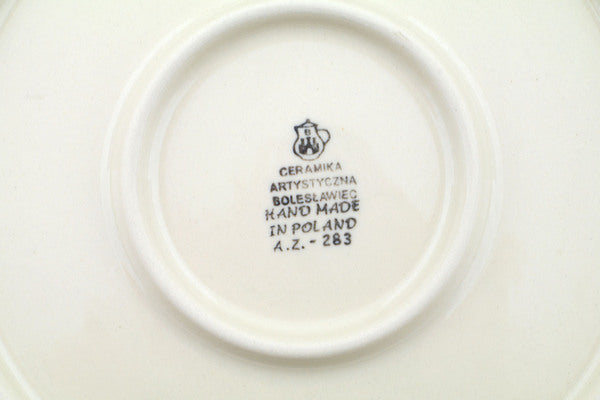 B
CERAMIKA
ARTYSTYCZNA
BOLESŁAWIEC
HAND MADE
IN POLAND
A.Z. - 283